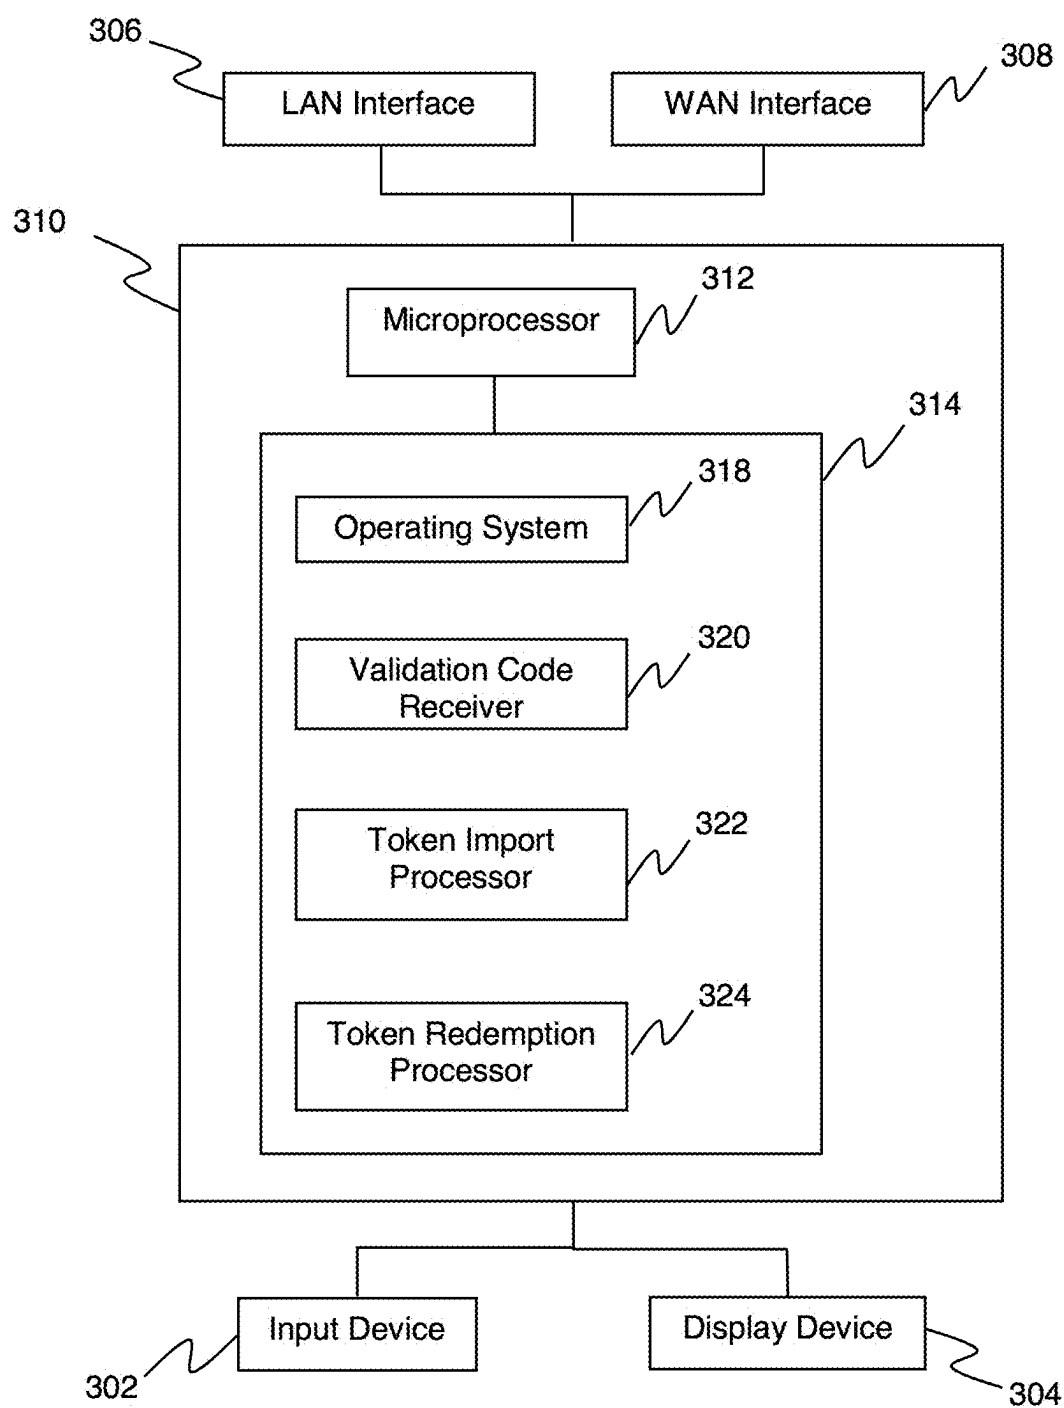 306
308
LAN Interface
WAN Interface
310
312
Microprocessor
314
318
Operating System
320
Validation Code
Receiver
322
Token Import
Processor
324
Token Redemption
Processor
Input Device
Display Device
302
304